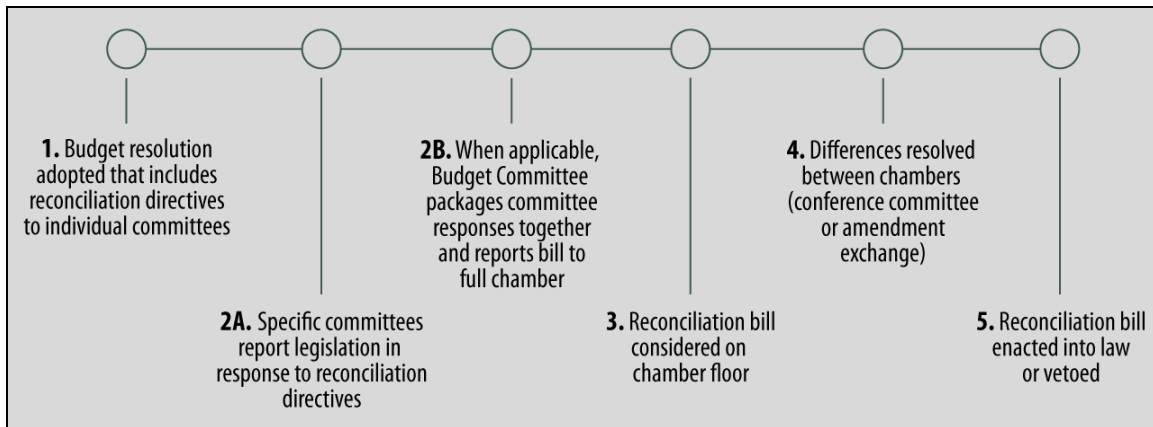 1. Budget resolution
adopted that includes
reconciliation directives
to individual committees
2A. Specific committees
report legislation in
response to reconciliation
directives
2B. When applicable,
Budget Committee
packages committee
responses together
and reports bill to
full chamber
3. Reconciliation bill
considered on
chamber floor
4. Differences resolved
between chambers
(conference committee
or amendment
exchange)
5. Reconciliation bill
enacted into law
or vetoed